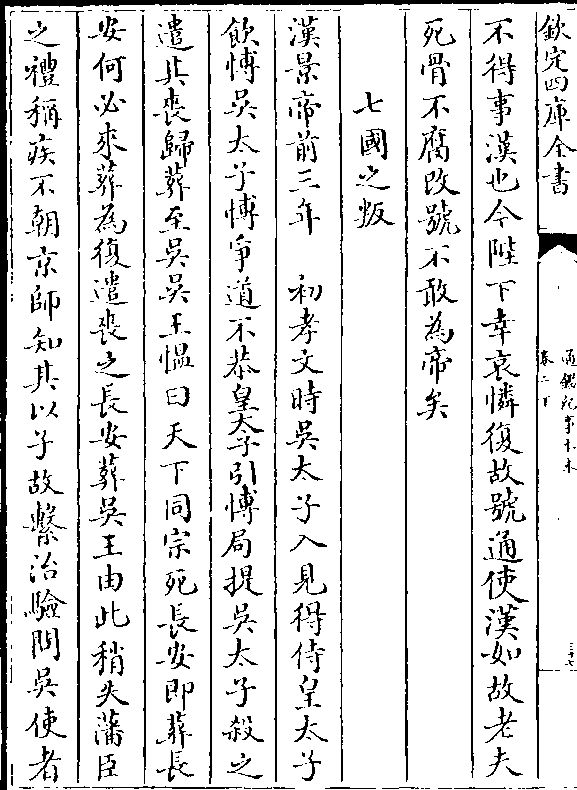 欽定四庫全書
通鑑紀事本末
卷二下
三十七
不得事漢也今陛下幸哀憐復故號通使漢如故老夫
死骨不腐改號不敢為帝矣
七國之叛
漢景帝前三年　初孝文時吳太子入見得侍皇太子
飲博吳太子博爭道不恭皇太子引博局提吳太子殺之
遣其喪歸葬至吳吳王愠曰天下同宗死長安即葬長
安何必來葬為復遣喪之長安葬吳王由此稍失藩臣
之禮稱疾不朝京師知其以子故繫治驗問吳使者